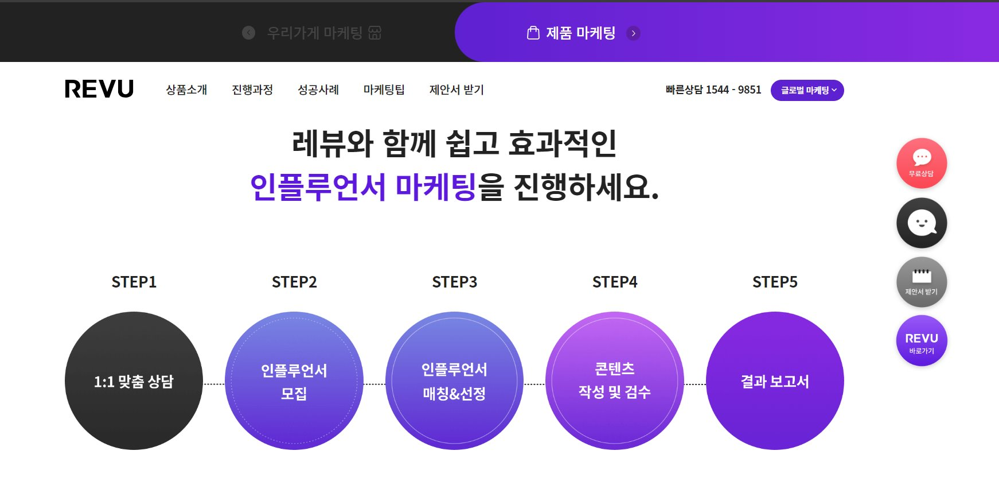 우리가게 마케팅
제품 마케팅
REVU
상품소개
진행과정
성공사례
마케팅팁
제안서 받기
빠른상담 1544 - 9851
글로벌 마케팅
레뷰와 함께 쉽고 효과적인
인플루언서 마케팅을 진행하세요.
무료상담
제안서 받기
REVU
바로가기
STEP1
STEP2
STEP3
STEP4
STEP5
1:1 맞춤 상담
인플루언서
모집
인플루언서
매칭&선정
콘텐츠
작성 및 검수
결과 보고서